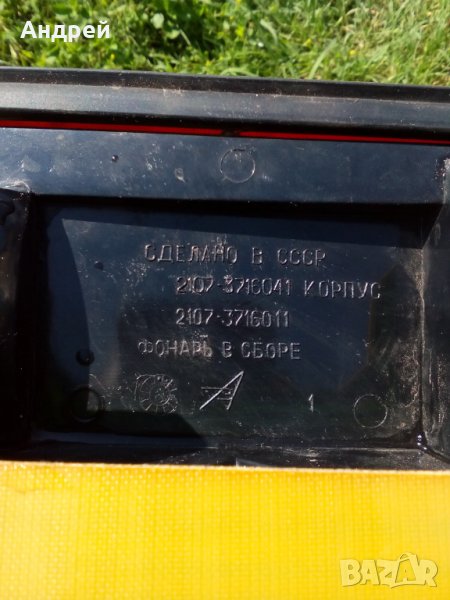 Андрей
СДЕЛАНО В СССР
2107-3716041 КОРПУС
2107-3716011
ФОНАРЬ В СБОРЕ
1
BAZAR